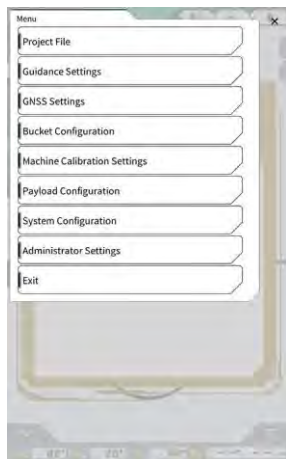 Menu
×
Project File
Guidance Settings
GNSS Settings
Bucket Configuration
Machine Calibration Settings
Payload Configuration
System Configuration
Administrator Settings
Exit